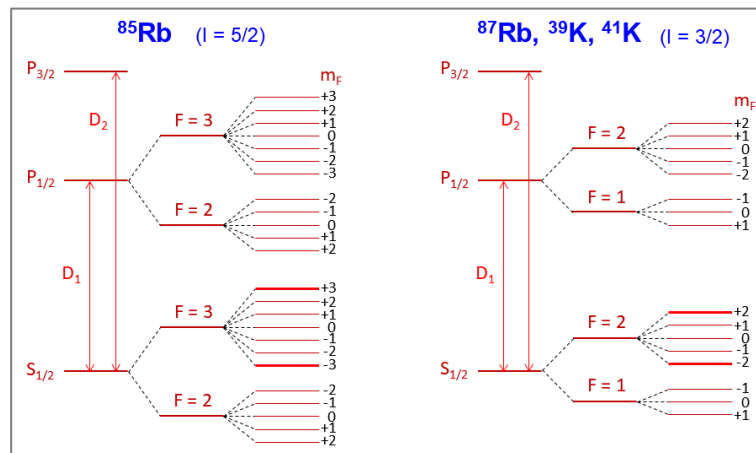 ⁸⁵Rb (I = 5/2)
P₃/₂
D₂
P₁/₂
D₁
S₁/₂
F = 3
F = 2
F = 3
F = 2
m_F
+3
+2
+1
0
-1
-2
-3
-2
-1
0
+1
+2
+3
+2
+1
0
-1
-2
-3
-2
-1
0
+1
+2
⁸⁷Rb, ³⁹K, ⁴¹K (I = 3/2)
P₃/₂
D₂
P₁/₂
D₁
S₁/₂
F = 2
F = 1
F = 2
F = 1
m_F
+2
+1
0
-1
-2
-1
0
+1
+2
+1
0
-1
-2
-1
0
+1